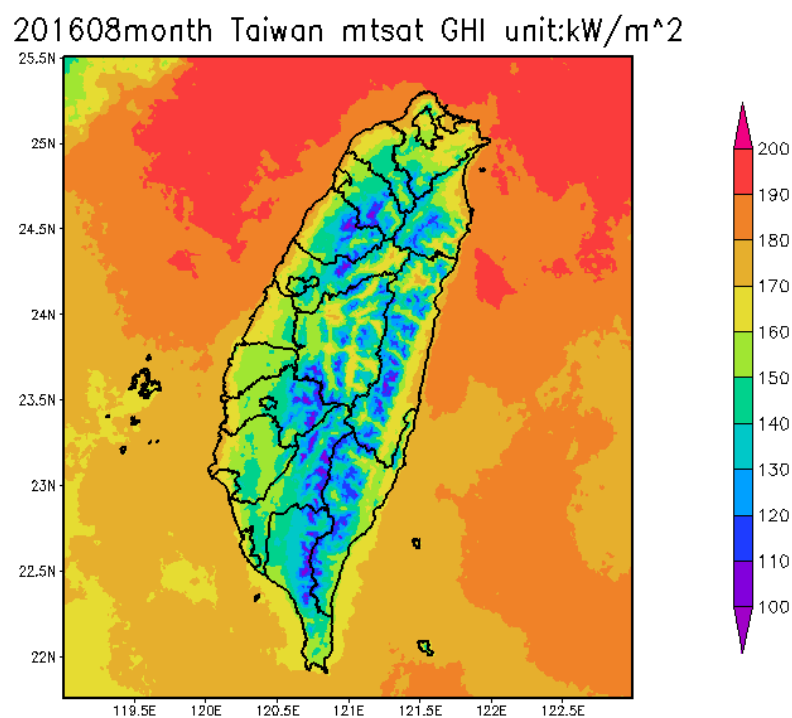 201608month Taiwan mtsat GHI unit:kW/m^2
25.5N
25N
24.5N
24N
23.5N
23N
22.5N
22N
119.5E 120E 120.5E 121E 121.5E 122E 122.5E
200
190
180
170
160
150
140
130
120
110
100